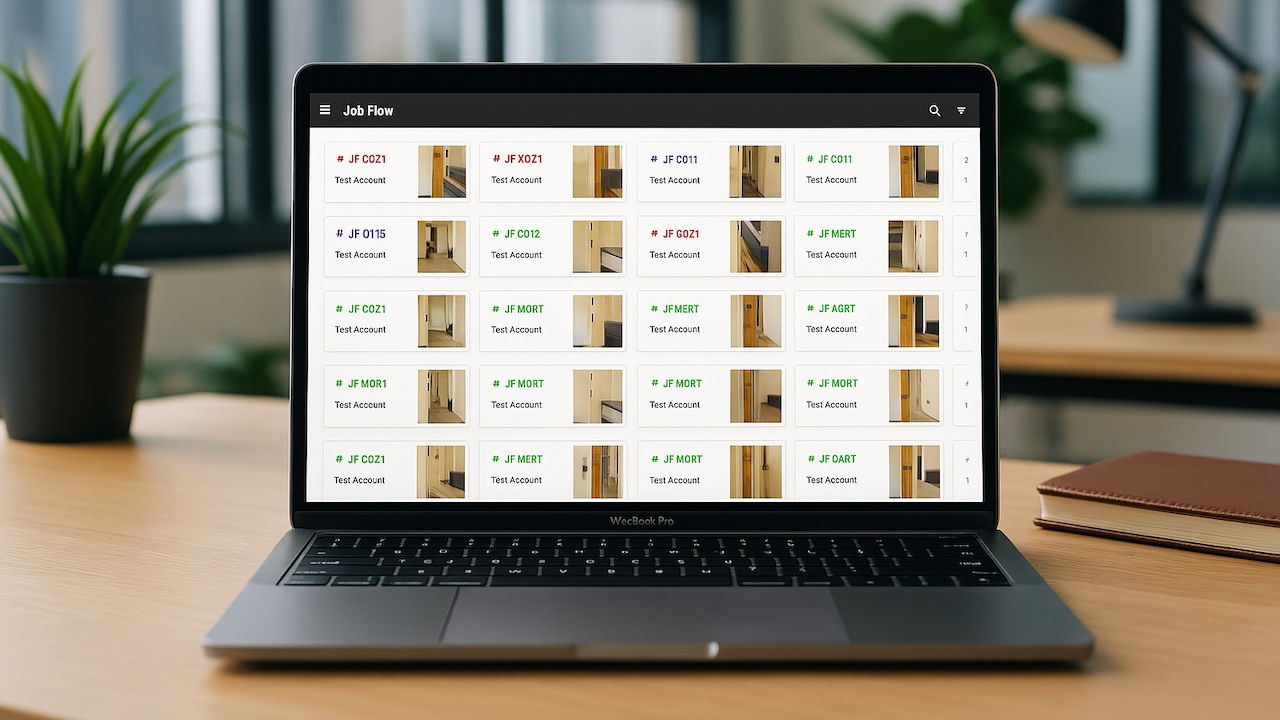 Job Flow
# JF COZ1
Test Account
# JF XOZ1
Test Account
# JF CO11
Test Account
# JF CO11
Test Account
2
1
# JF O115
Test Account
# JF CO12
Test Account
# JF GOZ1
Test Account
# JF MERT
Test Account
1
# JF COZ1
Test Account
# JF MORT
Test Account
# JFMERT
Test Account
# JF AGRT
Test Account
?
1
# JF MOR1
Test Account
# JF MORT
Test Account
# JF MORT
Test Account
# JF MORT
Test Account
1
# JF COZ1
Test Account
# JF MERT
Test Account
# JF MORT
Test Account
# JF OART
Test Account
1
WecBook Pro